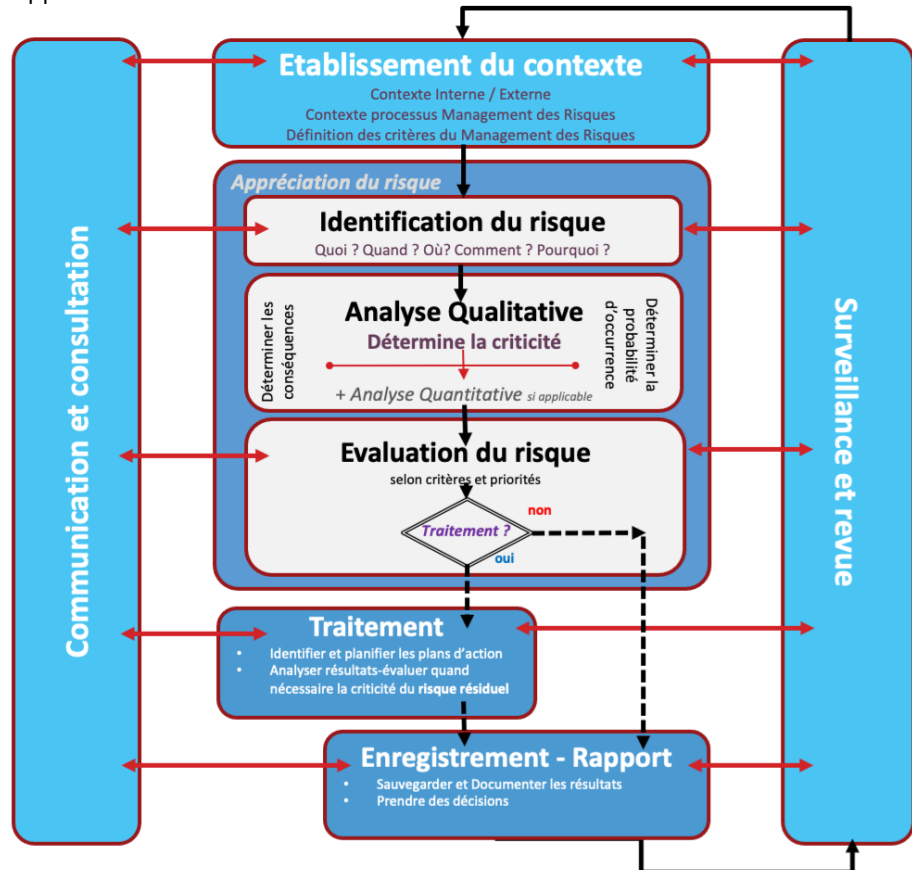 Etablissement du contexte
Contexte Interne / Externe
Contexte processus Management des Risques
Définition des critères du Management des Risques
Communication et consultation
Surveillance et revue
Appréciation du risque
Identification du risque
Quoi ? Quand ? Où? Comment ? Pourquoi ?
Déterminer les
conséquences
Analyse Qualitative
Détermine la criticité
+ Analyse Quantitative si applicable
Déterminer la
probabilité
d'occurrence
Evaluation du risque
selon critères et priorités
Traitement ?
non
oui
Traitement
• Identifier et planifier les plans d'action
• Analyser résultats-évaluer quand
nécessaire la criticité du risque résiduel
Enregistrement - Rapport
• Sauvegarder et Documenter les résultats
• Prendre des décisions